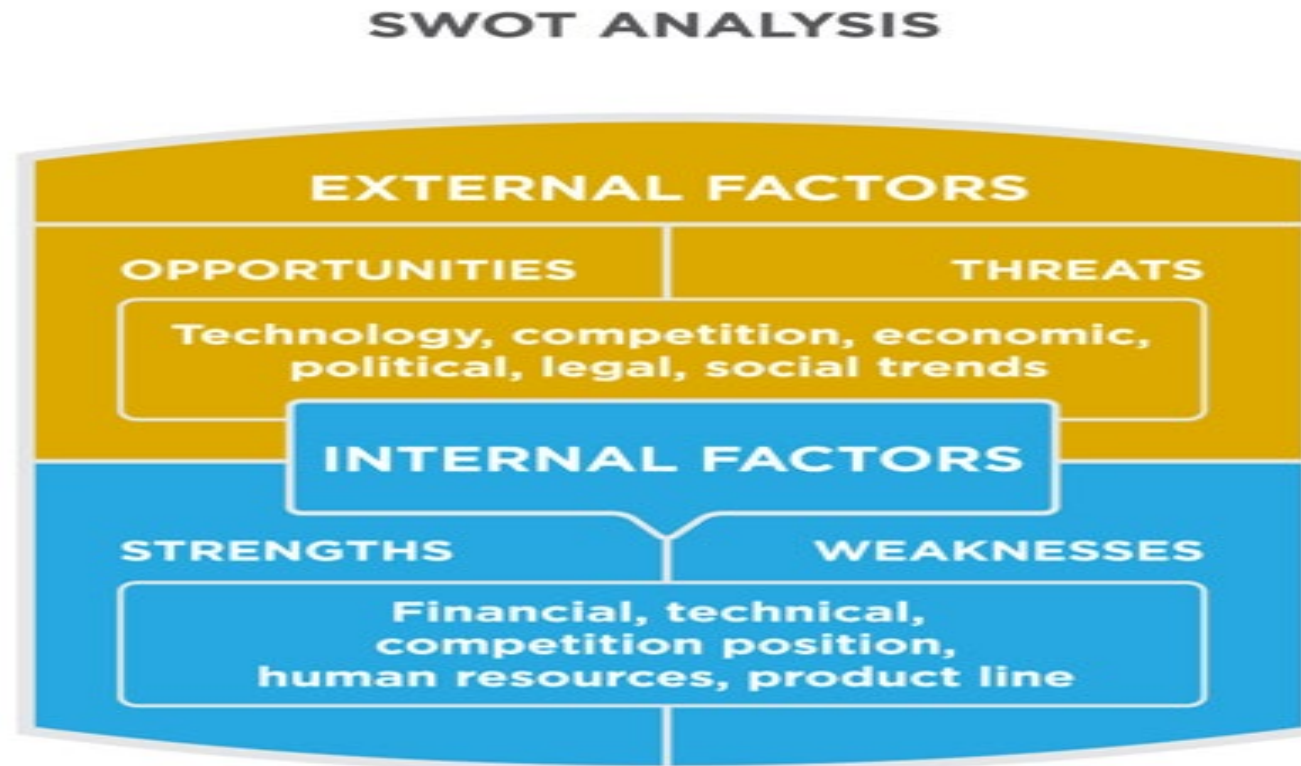 SWOT ANALYSIS
EXTERNAL FACTORS
OPPORTUNITIES
THREATS
Technology, competition, economic,
political, legal, social trends
INTERNAL FACTORS
STRENGTHS
WEAKNESSES
Financial, technical,
competition position,
human resources, product line